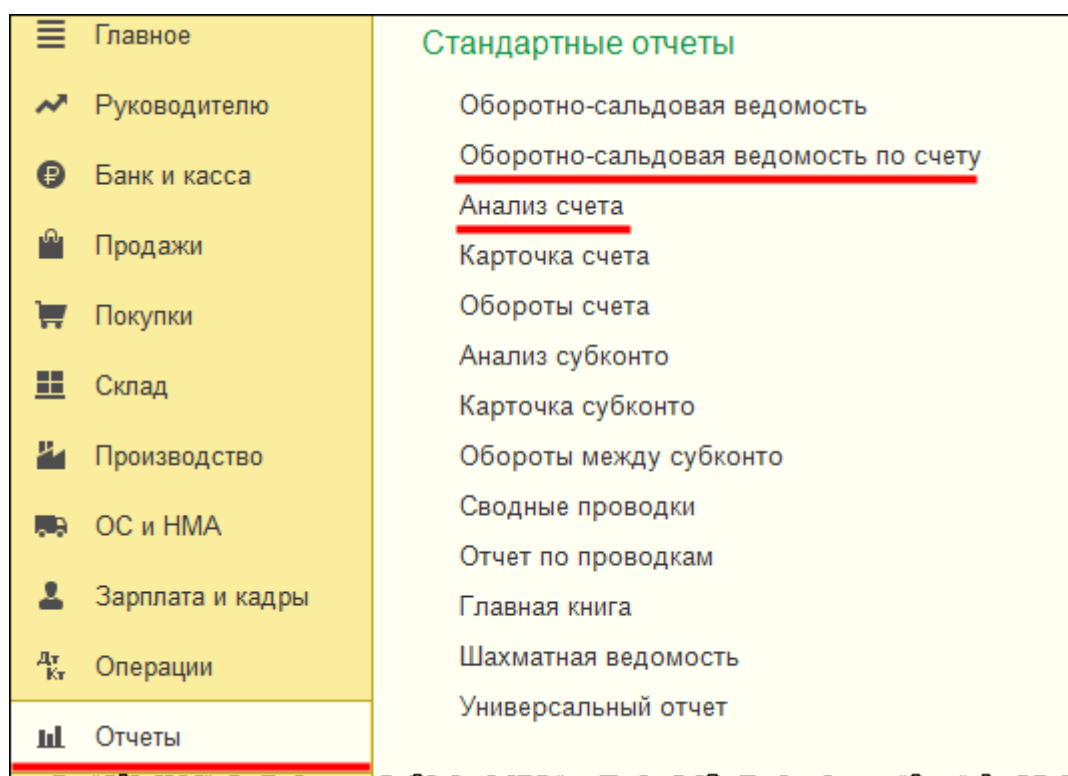 Главное
Руководителю
Банк и касса
Продажи
Покупки
Склад
Производство
ОС и НМА
Зарплата и кадры
Дт Кт Операции
Отчеты
Стандартные отчеты
Оборотно-сальдовая ведомость
Оборотно-сальдовая ведомость по счету
Анализ счета
Карточка счета
Обороты счета
Анализ субконто
Карточка субконто
Обороты между субконто
Сводные проводки
Отчет по проводкам
Главная книга
Шахматная ведомость
Универсальный отчет